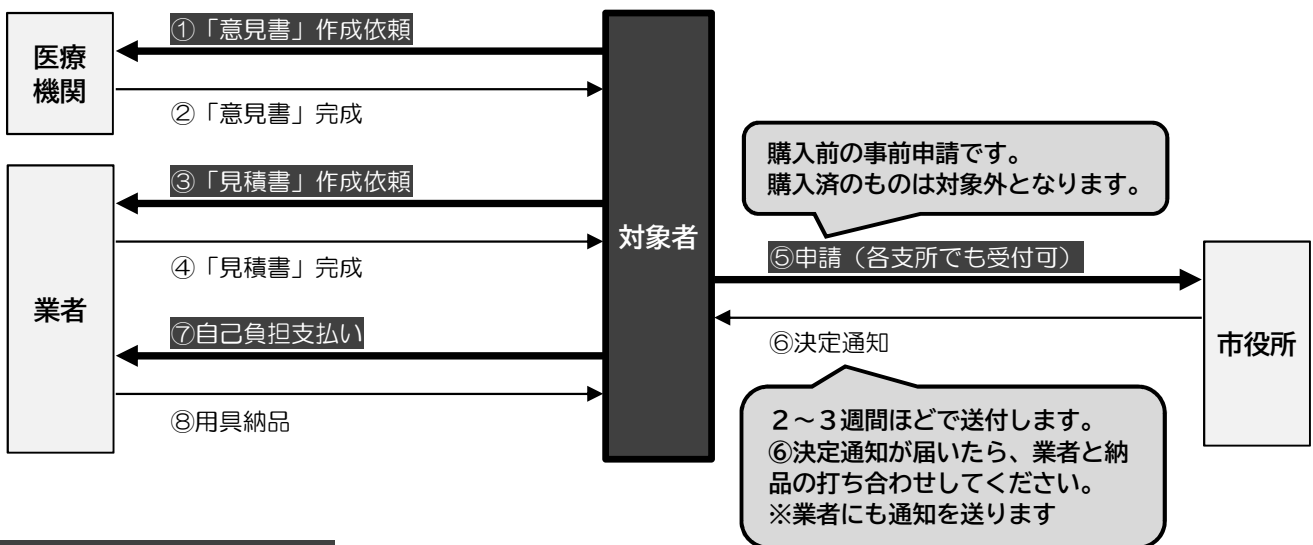 医療
機関
①「意見書」作成依頼
②「意見書」完成
業者
③「見積書」作成依頼
④「見積書」完成
⑦自己負担支払い
⑧用具納品
対象者
購入前の事前申請です。
購入済のものは対象外となります。
⑤申請（各支所でも受付可）
⑥決定通知
２～３週間ほどで送付します。
⑥決定通知が届いたら、業者と納
品の打ち合わせしてください。
※業者にも通知を送ります
市役所